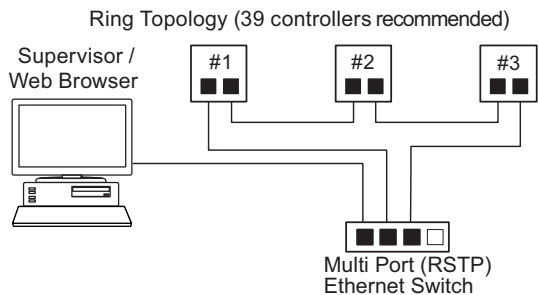 Ring Topology (39 controllers recommended)
Supervisor /
Web Browser
#1
#2
#3
Multi Port (RSTP)
Ethernet Switch